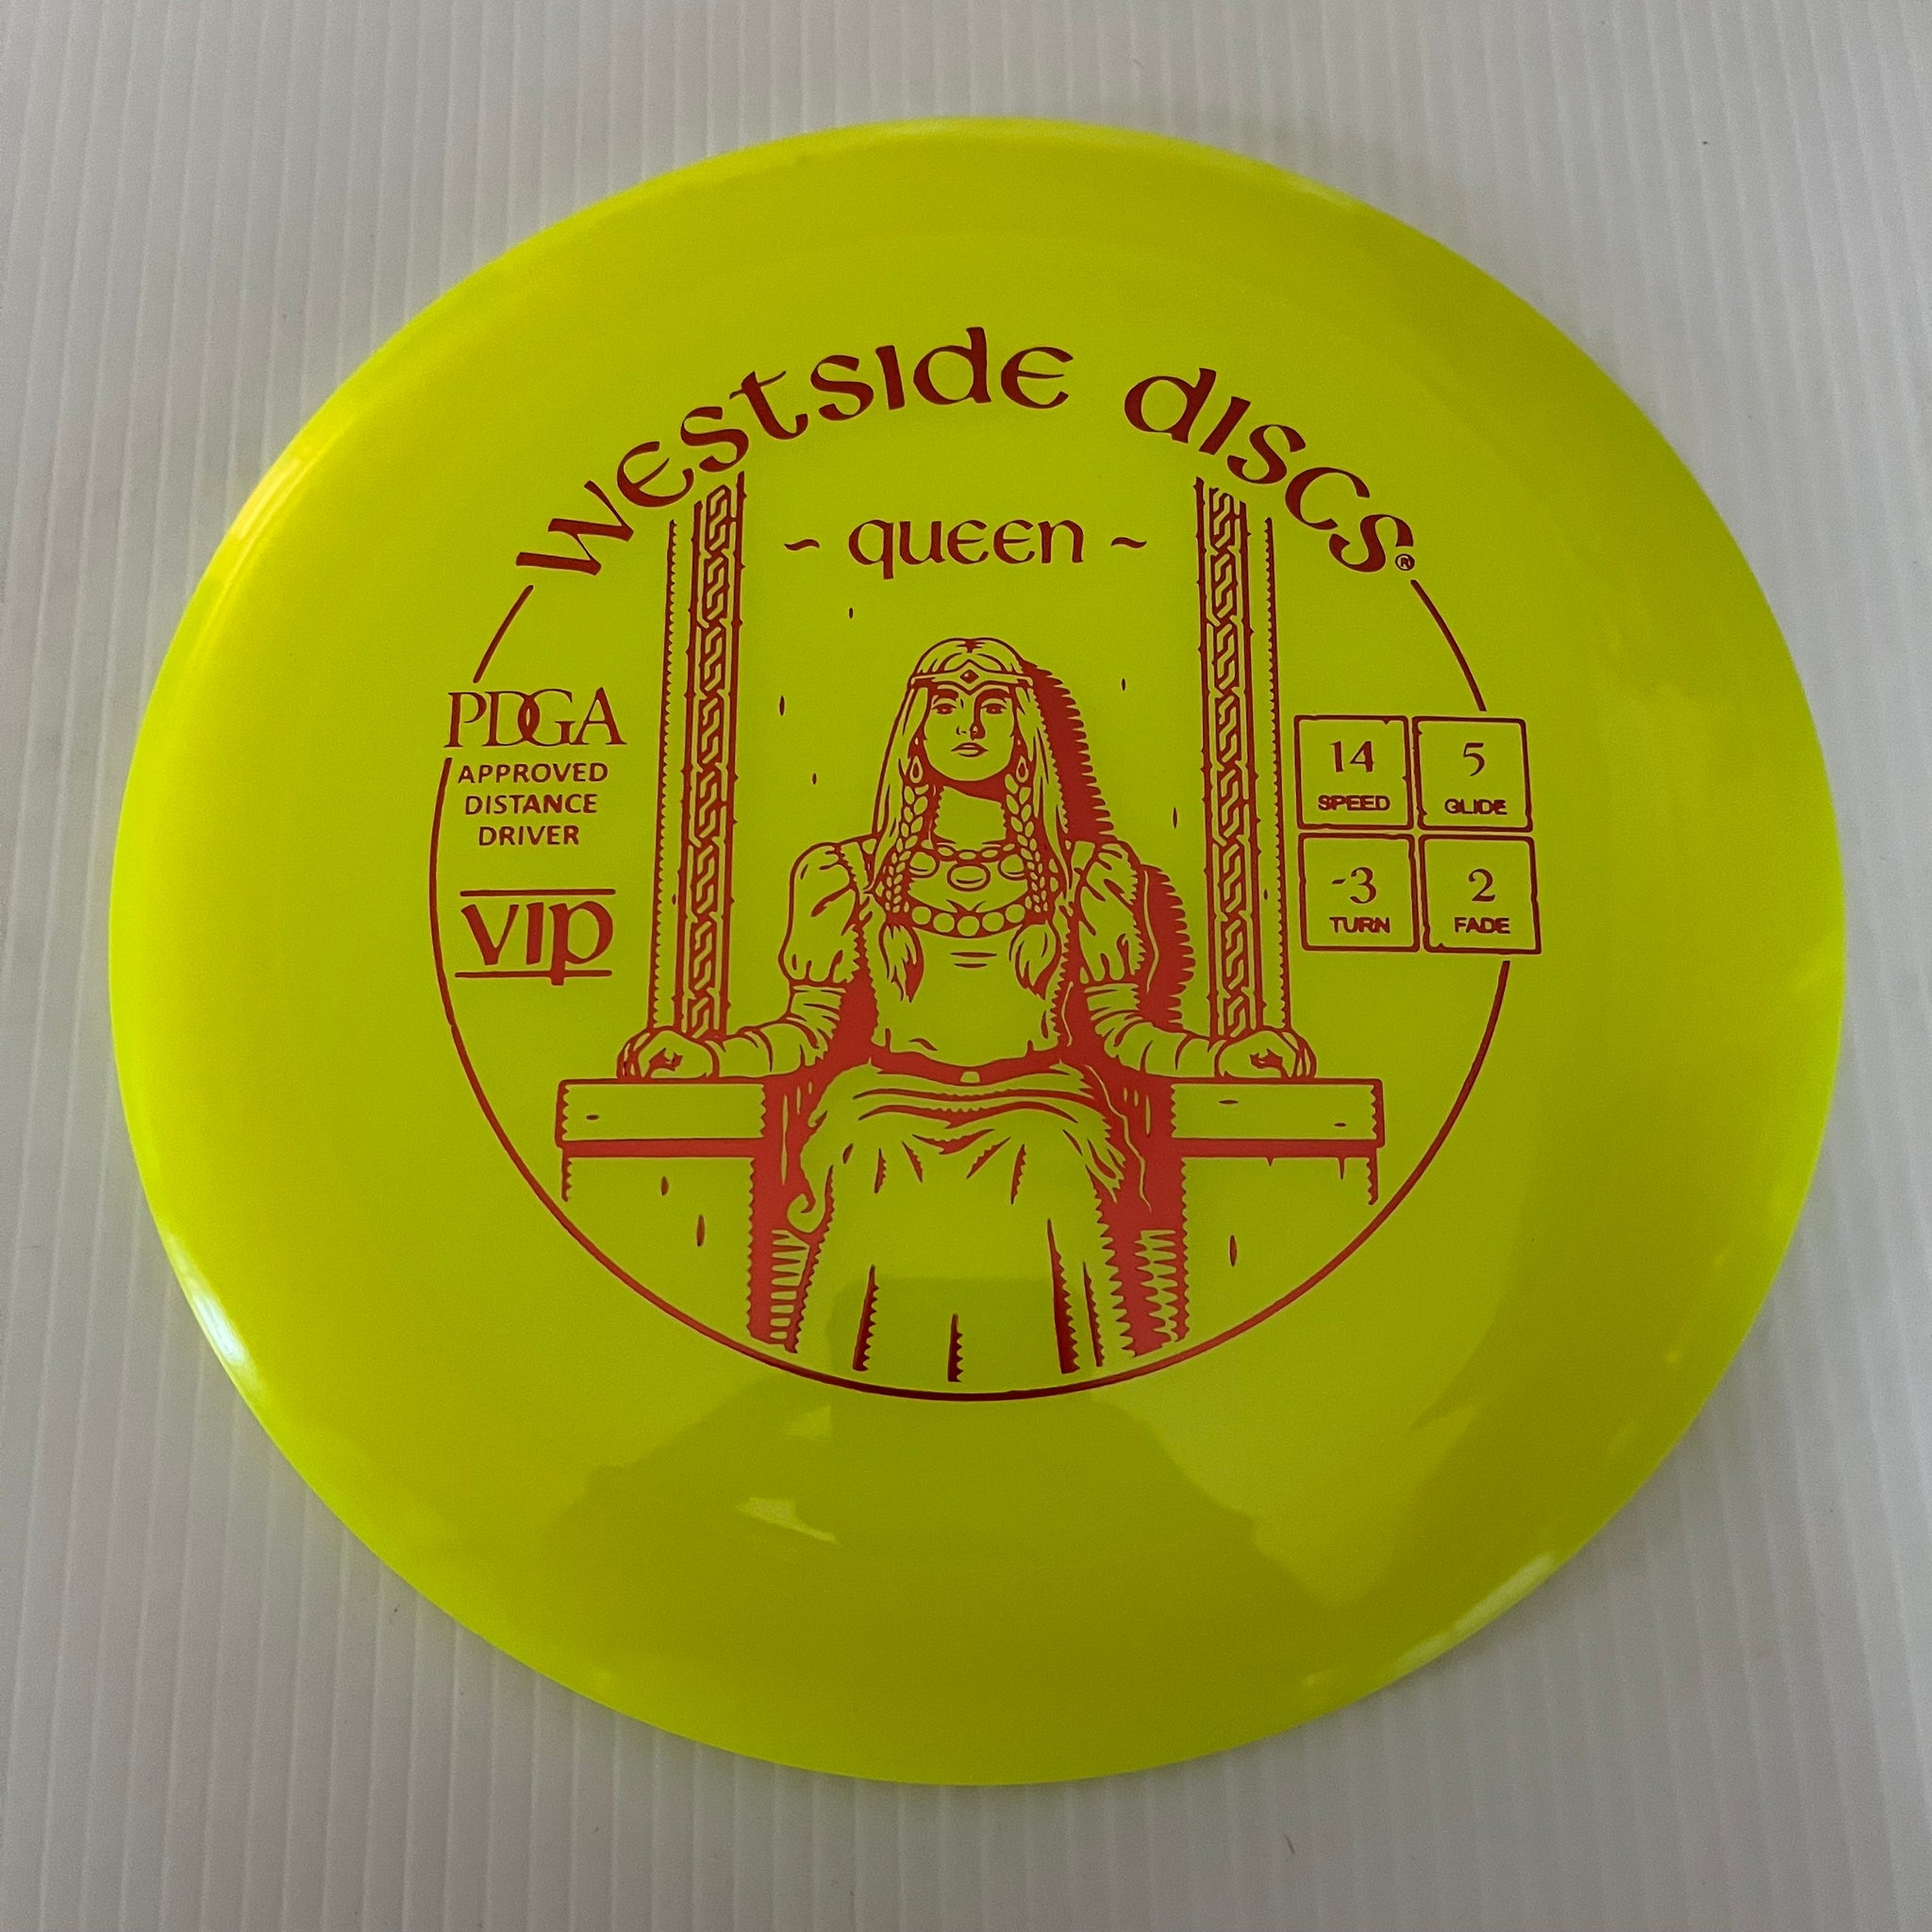 Westside discs®
~ queen ~
PDGA
APPROVED
DISTANCE
DRIVER
VIP
14
SPEED
5
GLIDE
-3
TURN
2
FADE